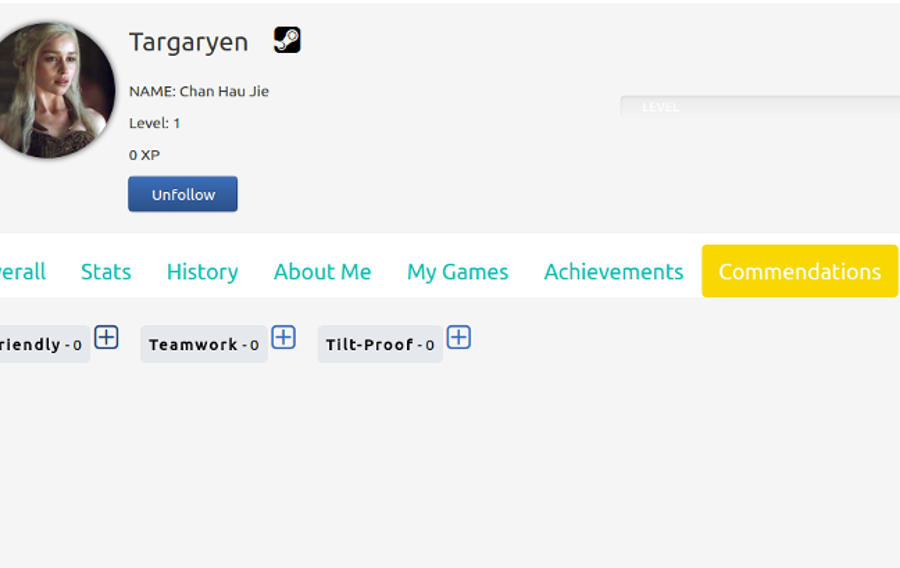 Targaryen
NAME: Chan Hau Jie
LEVEL
Level: 1
0 XP
Unfollow
erall Stats History About Me My Games Achievements Commendations
riendly - 0 Teamwork - 0 Tilt-Proof - 0